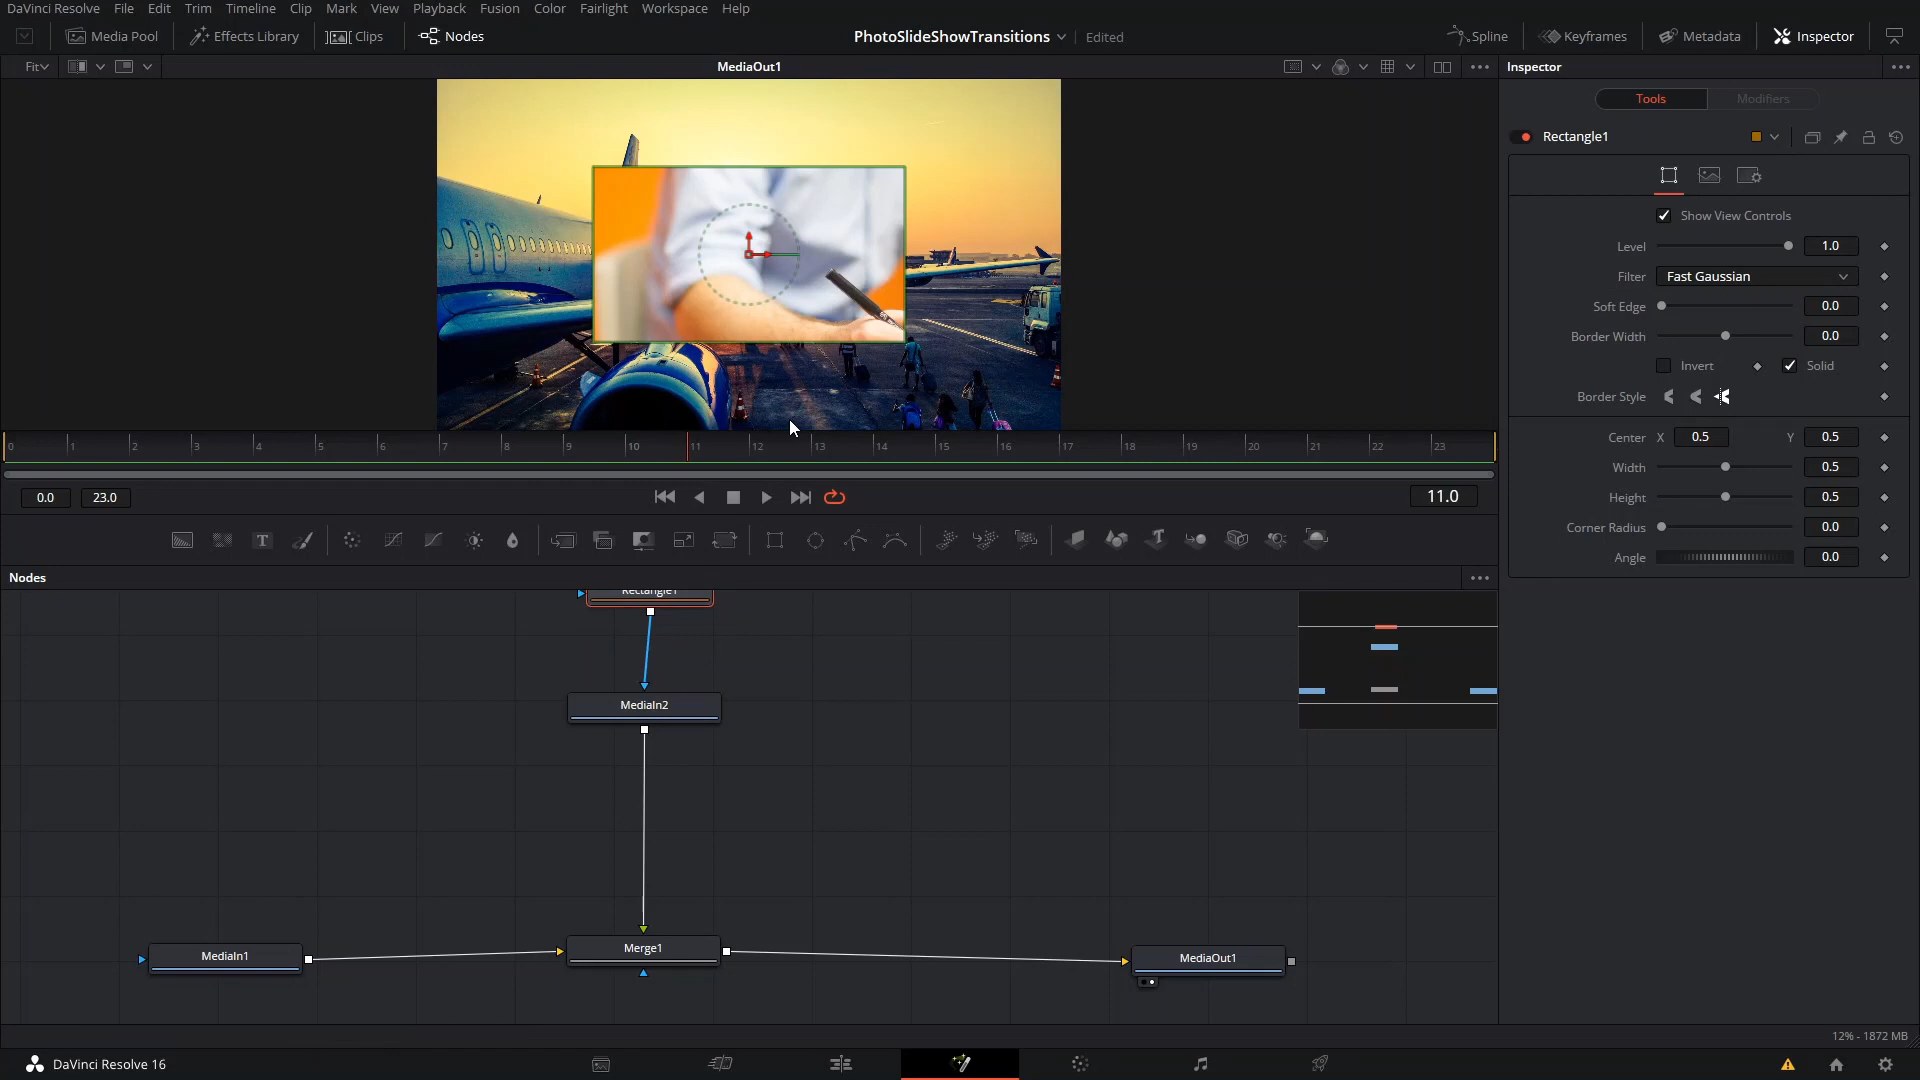 DaVinci Resolve File Edit Trim Timeline Clip Mark View Playback Fusion Color Fairlight Workspace Help
Media Pool Effects Library Clips Nodes PhotoSlideShowTransitions Edited Spline Keyframes Metadata Inspector
Fit MediaOut1 Inspector
Tools Modifiers
Rectangle1
Show View Controls
Level 1.0
Filter Fast Gaussian
Soft Edge 0.0
Border Width 0.0
Invert Solid
Border Style
Center X 0.5 Y 0.5
Width 0.5
Height 0.5
Corner Radius 0.0
Angle 0.0
0 1 2 3 4 5 6 7 8 9 10 11 12 13 14 15 16 17 18 19 20 21 22 23
0.0 23.0 11.0
T T
Nodes
Rectangle1
MediaIn2
MediaIn1 Merge1 MediaOut1
12% - 1872 MB
DaVinci Resolve 16